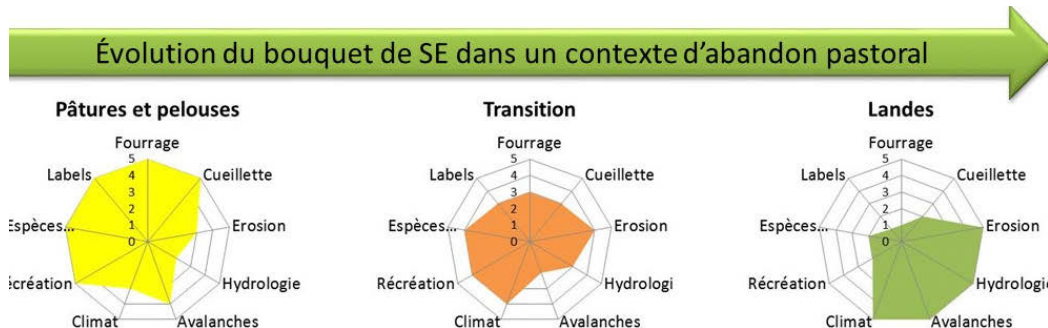 Évolution du bouquet de SE dans un contexte d'abandon pastoral
Pâtures et pelouses
Fourrage
5
4
3
2
1
0
Cueillette
Erosion
Hydrologie
Avalanches
Climat
Récréation
Espèces...
Labels
Transition
Fourrage
5
4
3
2
1
0
Cueillette
Erosion
Hydrologi
Avalanches
Climat
Récréation
Espèces...
Labels
Landes
Fourrage
5
4
3
2
1
0
Cueillette
Erosion
Hydrologi
Avalanches
Climat
Récréation
Espèces...
Labels